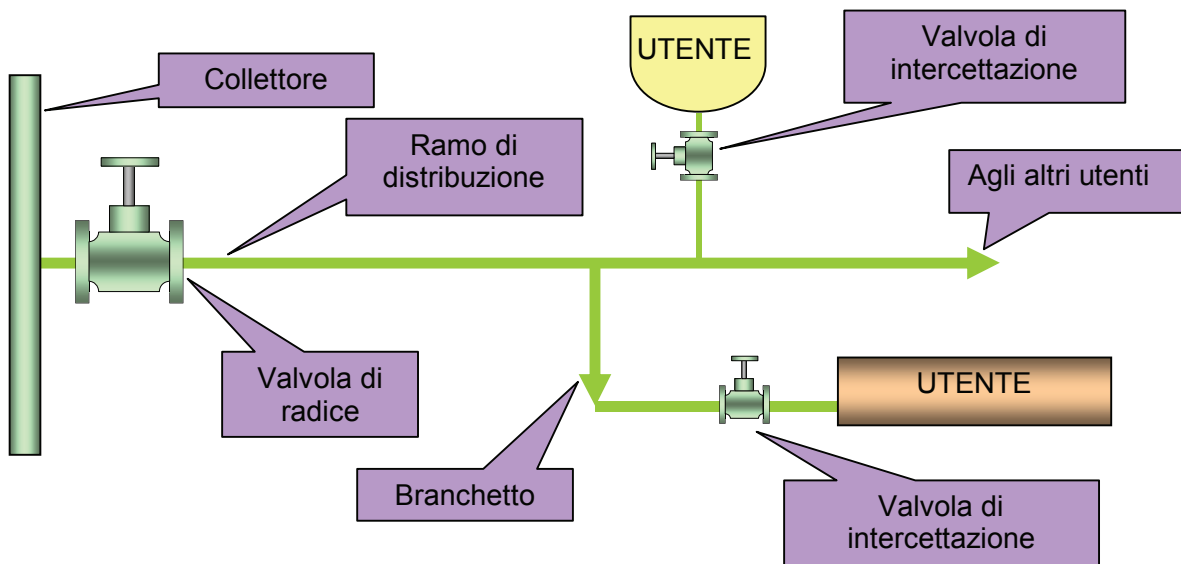 Collettore
Ramo di
distribuzione
UTENTE
Valvola di
intercettazione
Agli altri utenti
Valvola di
radice
Branchetto
UTENTE
Valvola di
intercettazione